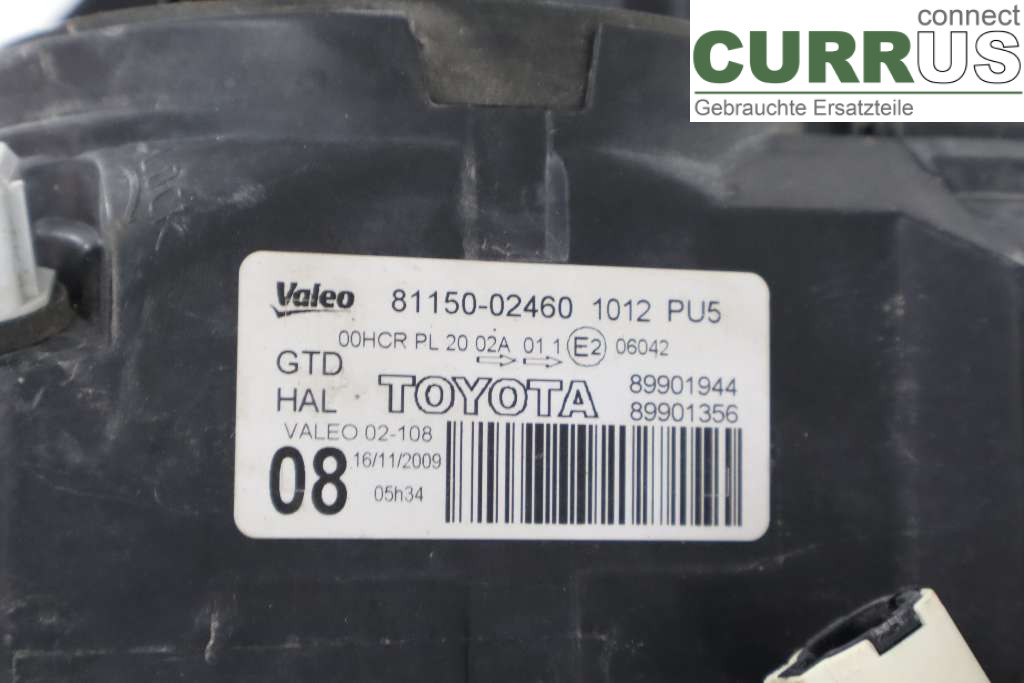 connect
CURRUS
Gebrauchte Ersatzteile
Valeo 81150-02460 1012 PU5
00HCR PL 20 02A 01 1 E2 06042
GTD
HAL TOYOTA 89901944
89901356
VALEO 02-108
08 16/11/2009
05h34